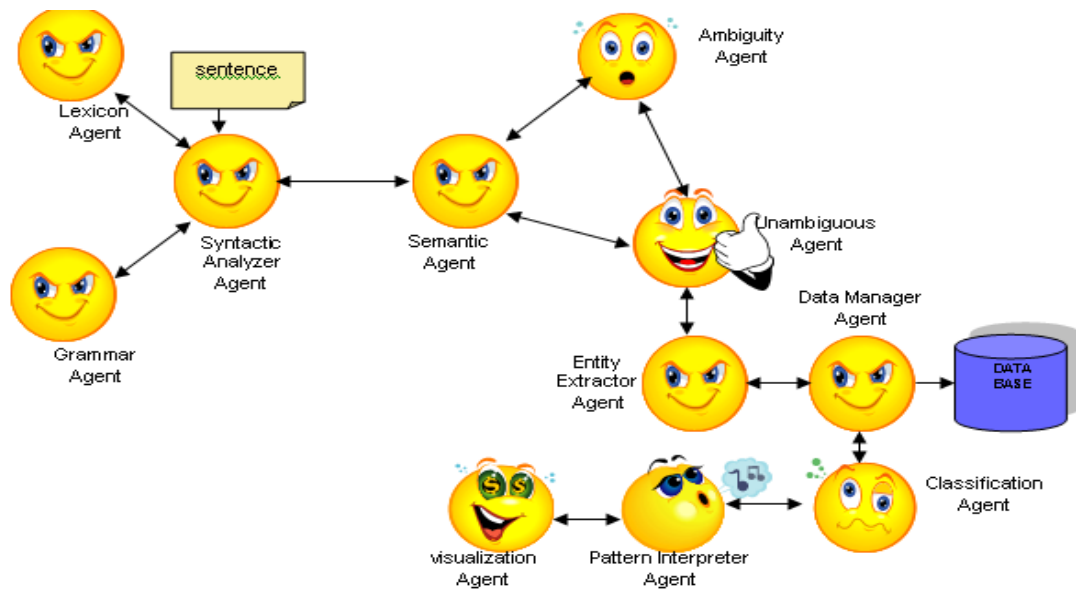 Lexicon
Agent
sentence
Ambiguity
Agent
Syntactic
Analyzer
Agent
Semantic
Agent
Unambiguous
Agent
Grammar
Agent
Data Manager
Agent
Entity
Extractor
Agent
DATA
BASE
Classification
Agent
visualization
Agent
Pattern Interpreter
Agent